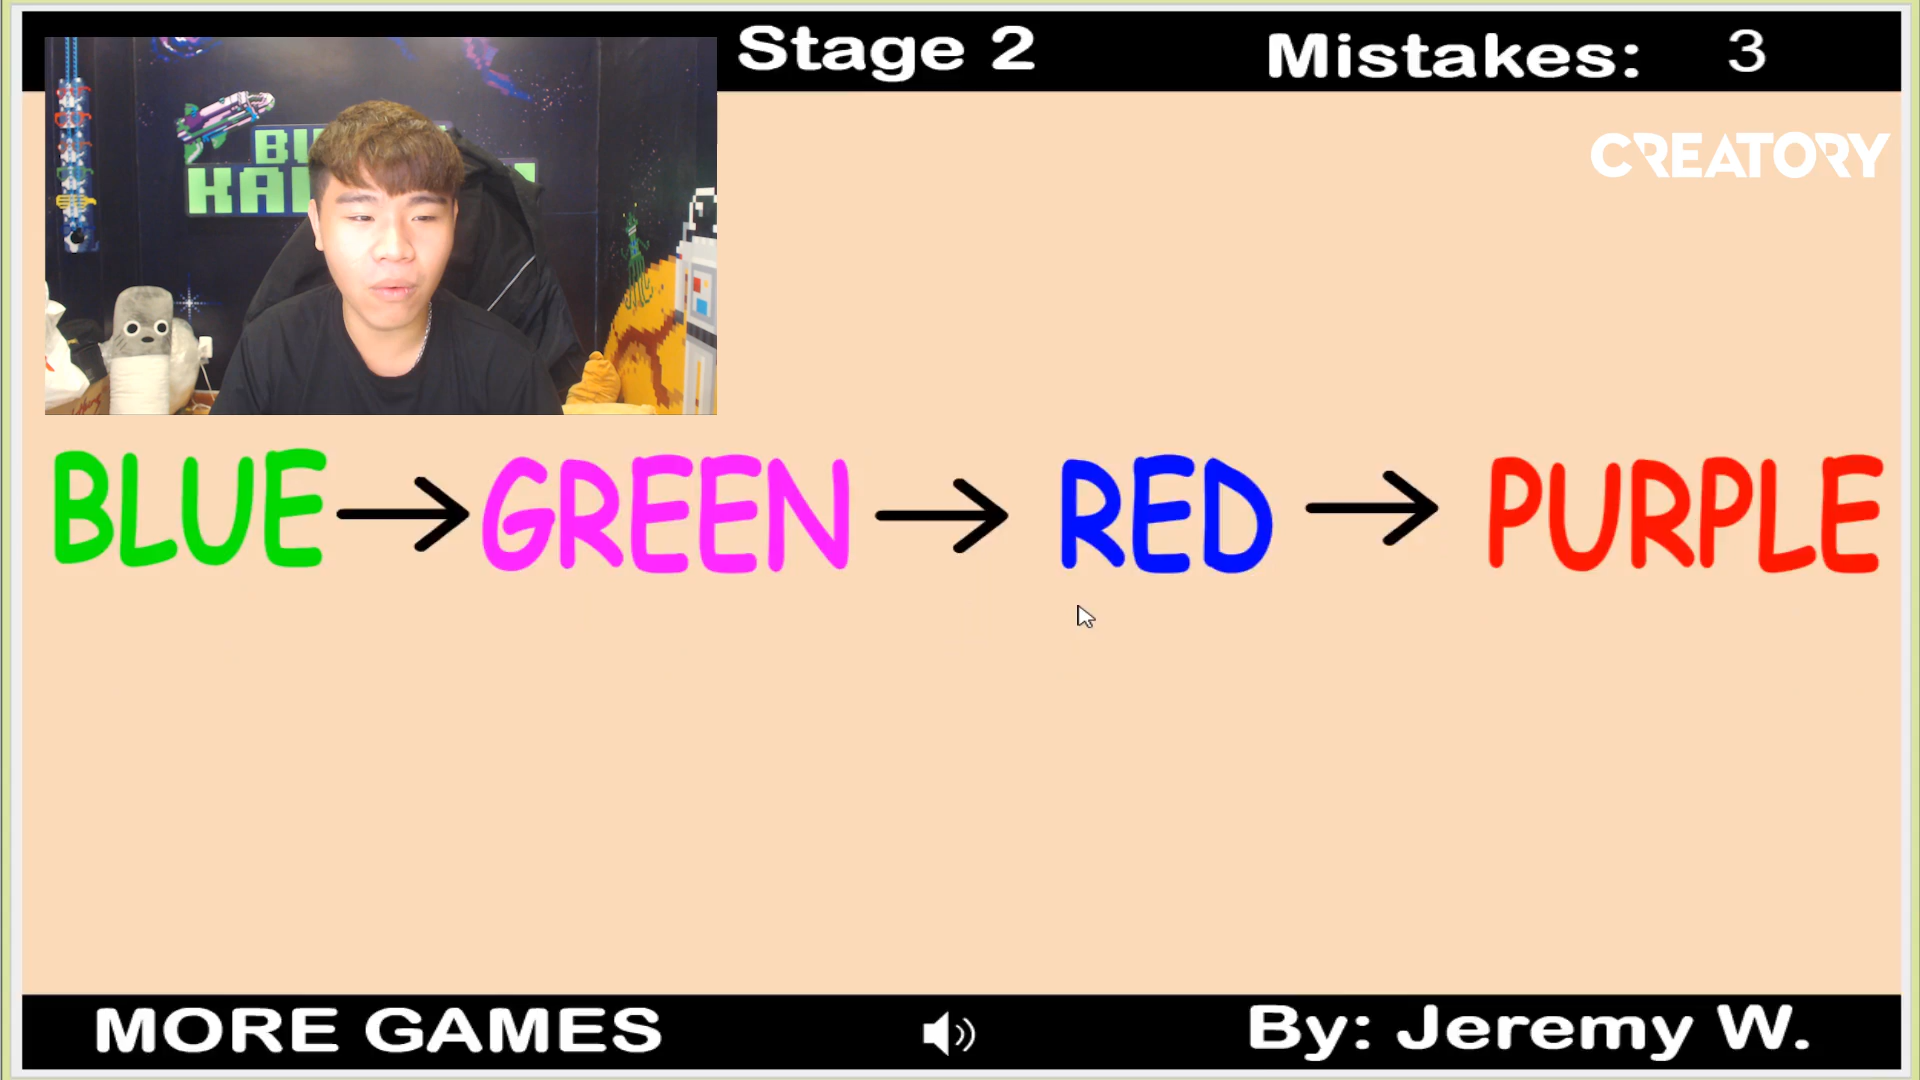 Stage 2
Mistakes: 3
CREATORY
BLUE → GREEN → RED → PURPLE
MORE GAMES
By: Jeremy W.